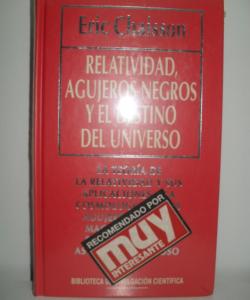 Eric Chaisson
RELATIVIDAD,
AGUJEROS NEGROS
Y EL DESTINO
DEL UNIVERSO
LA TEORÍA DE
LA RELATIVIDAD Y SUS
APLICACIONES
RECOMENDADO POR
muy
INTERESANTE
BIBLIOTECA DE DIVULGACIÓN CIENTÍFICA